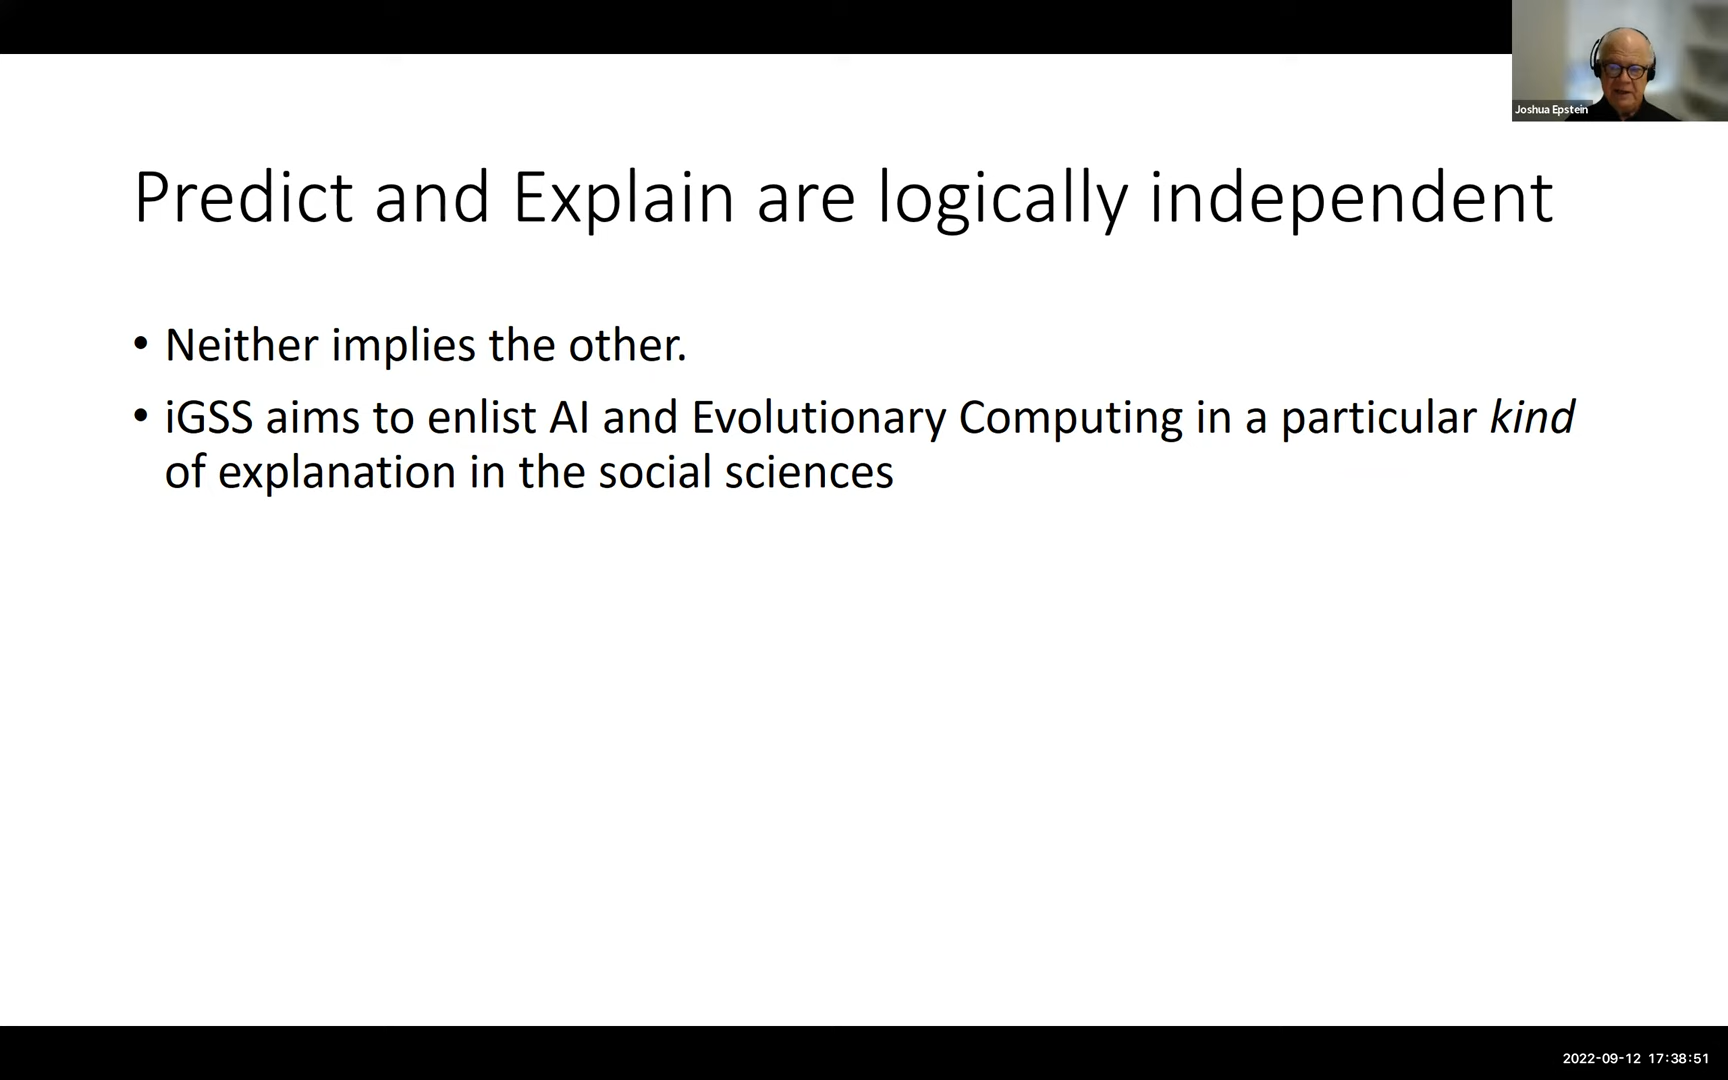 Joshua Epstein
Predict and Explain are logically independent
• Neither implies the other.
• iGSS aims to enlist AI and Evolutionary Computing in a particular kind
of explanation in the social sciences
2022-09-12 17:38:51